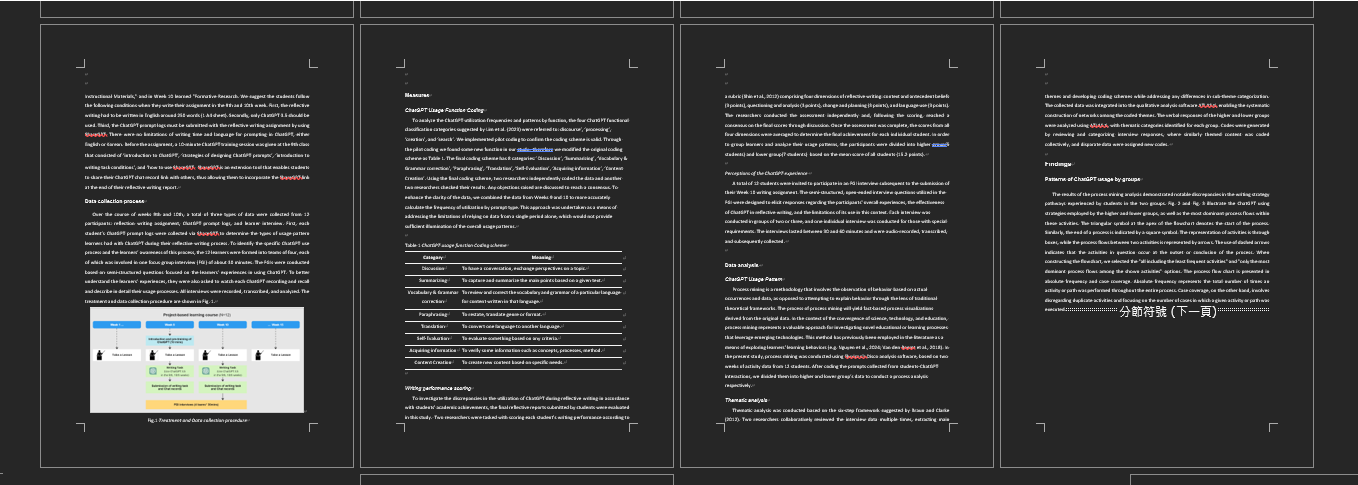 Instructional Materials," and in Week 10 learned "Formative-Research. We suggest the students follow
the following conditions when they write their assignment in the 9th and 10th week. First, the reflective
writing had to be written in English around 250 words (1 A4 sheet). Secondly, only ChatGPT 3.5 should be
used. Third, the ChatGPT prompt logs must be submitted with the reflective writing assignment by using
There were no limitations of writing time and language for prompting in ChatGPT, either
English or Korean. Before the assignment, a 10-minute ChatGPT training session was given at the 8th class
that consisted of 'Introduction to ChatGPT', 'Strategies of designing ChatGPT prompts', 'Introduction to
writing task conditions', and 'how to use is an extension tool that enables students
to share their ChatGPT chat record link with others, thus allowing them to incorporate the link
at the end of their reflective writing report.
Data collection process
Over the course of weeks 9th and 10th, a total of three types of data were collected from 12
participants: reflection writing assignment, ChatGPT prompt logs, and learner interview. First, each
student's ChatGPT prompt logs were collected via to determine the types of usage pattern
learners had with ChatGPT during their reflective writing process. To identify the specific ChatGPT use
process and the learners' awareness of this process, the 12 learners were formed into teams of four, each
of which was involved in one focus group interview (FGI) of about 50 minutes. The FGIs were conducted
based on semi-structured questions focused on the learners' experiences in using ChatGPT. To better
understand the learners' experiences, they were also asked to watch each ChatGPT recording and recall
and describe in detail their usage processes. All interviews were recorded, transcribed, and analyzed. The
treatment and data collection procedure are shown in Fig. 1.
Project-based learning course (N=12)
Take a course
Take a course
Take a course
Take a course
Writing Task
Writing Task
Submission of writing task
Submission of writing task
Fig.1 Treatment and Data collection procedure
Measures
ChatGPT Usage Function Coding
To analyze the ChatGPT utilization frequencies and patterns by function, the four ChatGPT functional
classification categories suggested by Lim et al. (2023) were referred to: 'discourse', 'processing',
'creation', and 'search'. We implemented pilot coding to confirm the coding scheme is valid. Through
the pilot coding we found some new function in our study therefore we modified the original coding
scheme as Table 1. The final coding scheme has 8 categories: 'Discussion', 'Summarizing', 'Vocabulary &
Grammar correction', 'Paraphrasing', 'Translation', 'Self-Evaluation', 'Acquiring information', 'Content
Creation'. Using the final coding scheme, two researchers independently coded the data and another
two researchers checked their results. Any objections raised are discussed to reach a consensus. To
enhance the clarity of the data, we combined the data from Weeks 9 and 10 to more accurately
calculate the frequency of utilization by prompt type. This approach was undertaken as a means of
addressing the limitations of relying on data from a single period alone, which would not provide
sufficient illumination of the overall usage patterns.
Table 1 ChatGPT usage function Coding scheme
Category Meaning
Discussion To have a conversation, exchange perspectives on a topic.
Summarizing To capture and summarize the main points based on a given text.
Vocabulary & Grammar To review and correct the vocabulary and grammar of a particular language
correction for content written in that language.
Paraphrasing To restate, translate genre or format.
Translation To convert one language to another language.
Self-Evaluation To evaluate something based on any criteria.
Acquiring information To verify some information such as concepts, processes, method.
Content Creation To create new content based on specific needs.
Writing performance scoring
To investigate the discrepancies in the utilization of ChatGPT during reflective writing in accordance
with students' academic achievements, the final reflective reports submitted by students were evaluated
in this study. Two researchers were tasked with scoring each student's writing performance according to
a rubric (Shin et al., 2012) comprising four dimensions of reflective writing: context and antecedent beliefs
(3 points), questioning and analysis (3 points), change and planning (5 points), and language use (5 points).
The researchers conducted the assessment independently and, following the scoring, reached a
consensus on the final scores through discussion. Once the assessment was complete, the scores from all
four dimensions were averaged to determine the final achievement for each individual student. In order
to group learners and analyze their usage patterns, the participants were divided into higher group(5
students) and lower group(7 students) based on the mean score of all students (15.2 points).
Perceptions of the ChatGPT experience
A total of 12 students were invited to participate in an FGI interview subsequent to the submission of
their Week 10 writing assignment. The semi-structured, open-ended interview questions utilized in the
FGI were designed to elicit responses regarding the participants' overall experiences, the effectiveness
of ChatGPT in reflective writing, and the limitations of its use in this context. Each interview was
conducted in groups of two or three, and one individual interview was conducted for those with special
requirements. The interviews lasted between 50 and 60 minutes and were audio-recorded, transcribed,
and subsequently collected.
Data analysis
ChatGPT Usage Pattern
Process mining is a methodology that involves the observation of behavior based on actual
occurrences and data, as opposed to attempting to explain behavior through the lens of traditional
theoretical models. The results of process mining are fact-based process visualizations
derived from the original data. In the context of the convergence of science, technology, and education,
process mining represents a valuable approach for investigating novel educational or learning processes
that leverage emerging technologies. This method has previously been employed in the literature as a
means of exploring learners' learning behaviors (e.g. Nguyen et al., 2024; Van den et al., 2018). In
the present study, process mining was conducted using Disco analysis software, based on two
weeks of activity data from 12 students. After coding the prompts collected from students-ChatGPT
interactions, we divided them into higher and lower group's data to conduct a process analysis
respectively.
Thematic analysis
Thematic analysis was conducted based on the six-step framework suggested by Braun and Clarke
(2012). Two researchers collaboratively reviewed the interview data multiple times, extracting main
themes and developing coding schemes while addressing any differences in sub-theme categorization.
The collected data was integrated into the qualitative analysis software enabling the systematic
construction of networks among the coded themes. The verbal responses of the higher and lower groups
were analyzed using with thematic categories identified for each group. Codes were generated
by reviewing and categorizing interview responses, where similarly themed content was coded
collectively, and disparate data were assigned new codes.
Findings
Patterns of ChatGPT usage by groups
The results of the process mining analysis demonstrated notable discrepancies in the writing strategy
pathways experienced by students in the two groups. Fig. 2 and Fig. 3 illustrate the ChatGPT using
strategies employed by the higher and lower groups, as well as the most dominant process flows within
these activities. The triangular symbol at the apex of the flowchart denotes the start of the process.
Similarly, the end of process is indicated by a square symbol. The representation of activities is through
boxes, while the process flows between two activities is represented by arrows. The use of dashed arrows
indicates that the activities in question occur at the outset or conclusion of the process. When
constructing the flowchart, we selected the "all including the least frequent activities" and "only the most
dominant process flows among the shown activities" options. The process flow chart is presented in
absolute frequency and case coverage. Absolute frequency represents the total number of times an
activity or path was performed throughout the entire process. Case coverage, on the other hand, involves
disregarding duplicate activities and focusing on the number of cases in which a given activity or path was
executed. 分節符號 (下一頁)